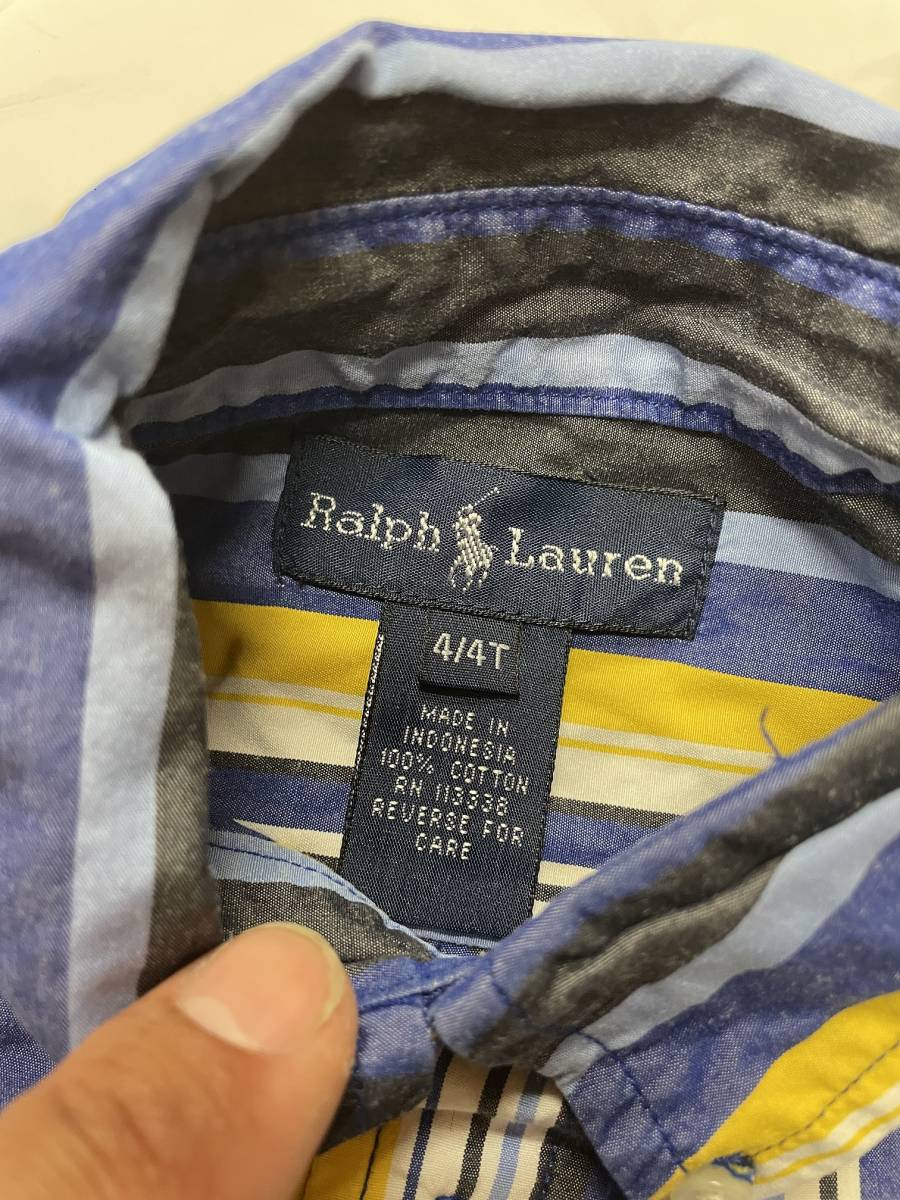 Ralph Lauren
4/4T
MADE IN
INDONESIA
100% COTTON
RN 113338
REVERSE FOR
CARE